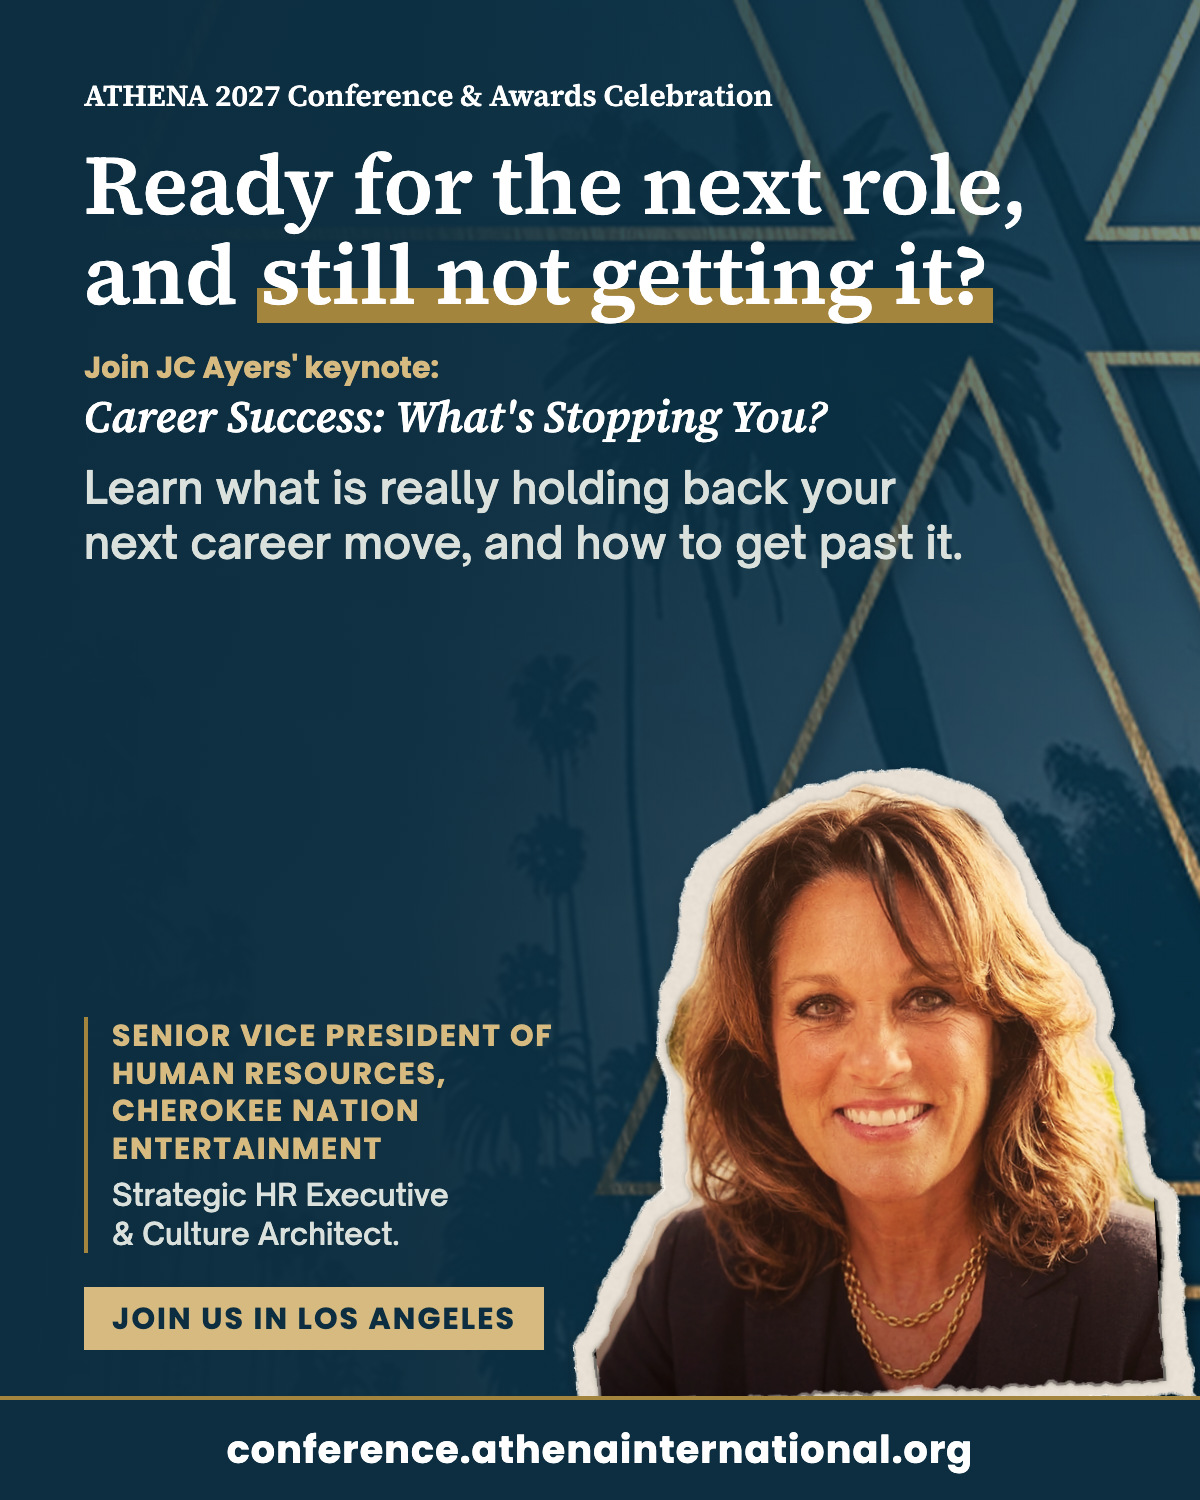 ATHENA 2027 Conference & Awards Celebration
Ready for the next role,
and still not getting it?
Join JC Ayers' keynote:
Career Success: What's Stopping You?
Learn what is really holding back your
next career move, and how to get past it.
SENIOR VICE PRESIDENT OF
HUMAN RESOURCES,
CHEROKEE NATION
ENTERTAINMENT
Strategic HR Executive
& Culture Architect.
JOIN US IN LOS ANGELES
conference.athenainternational.org